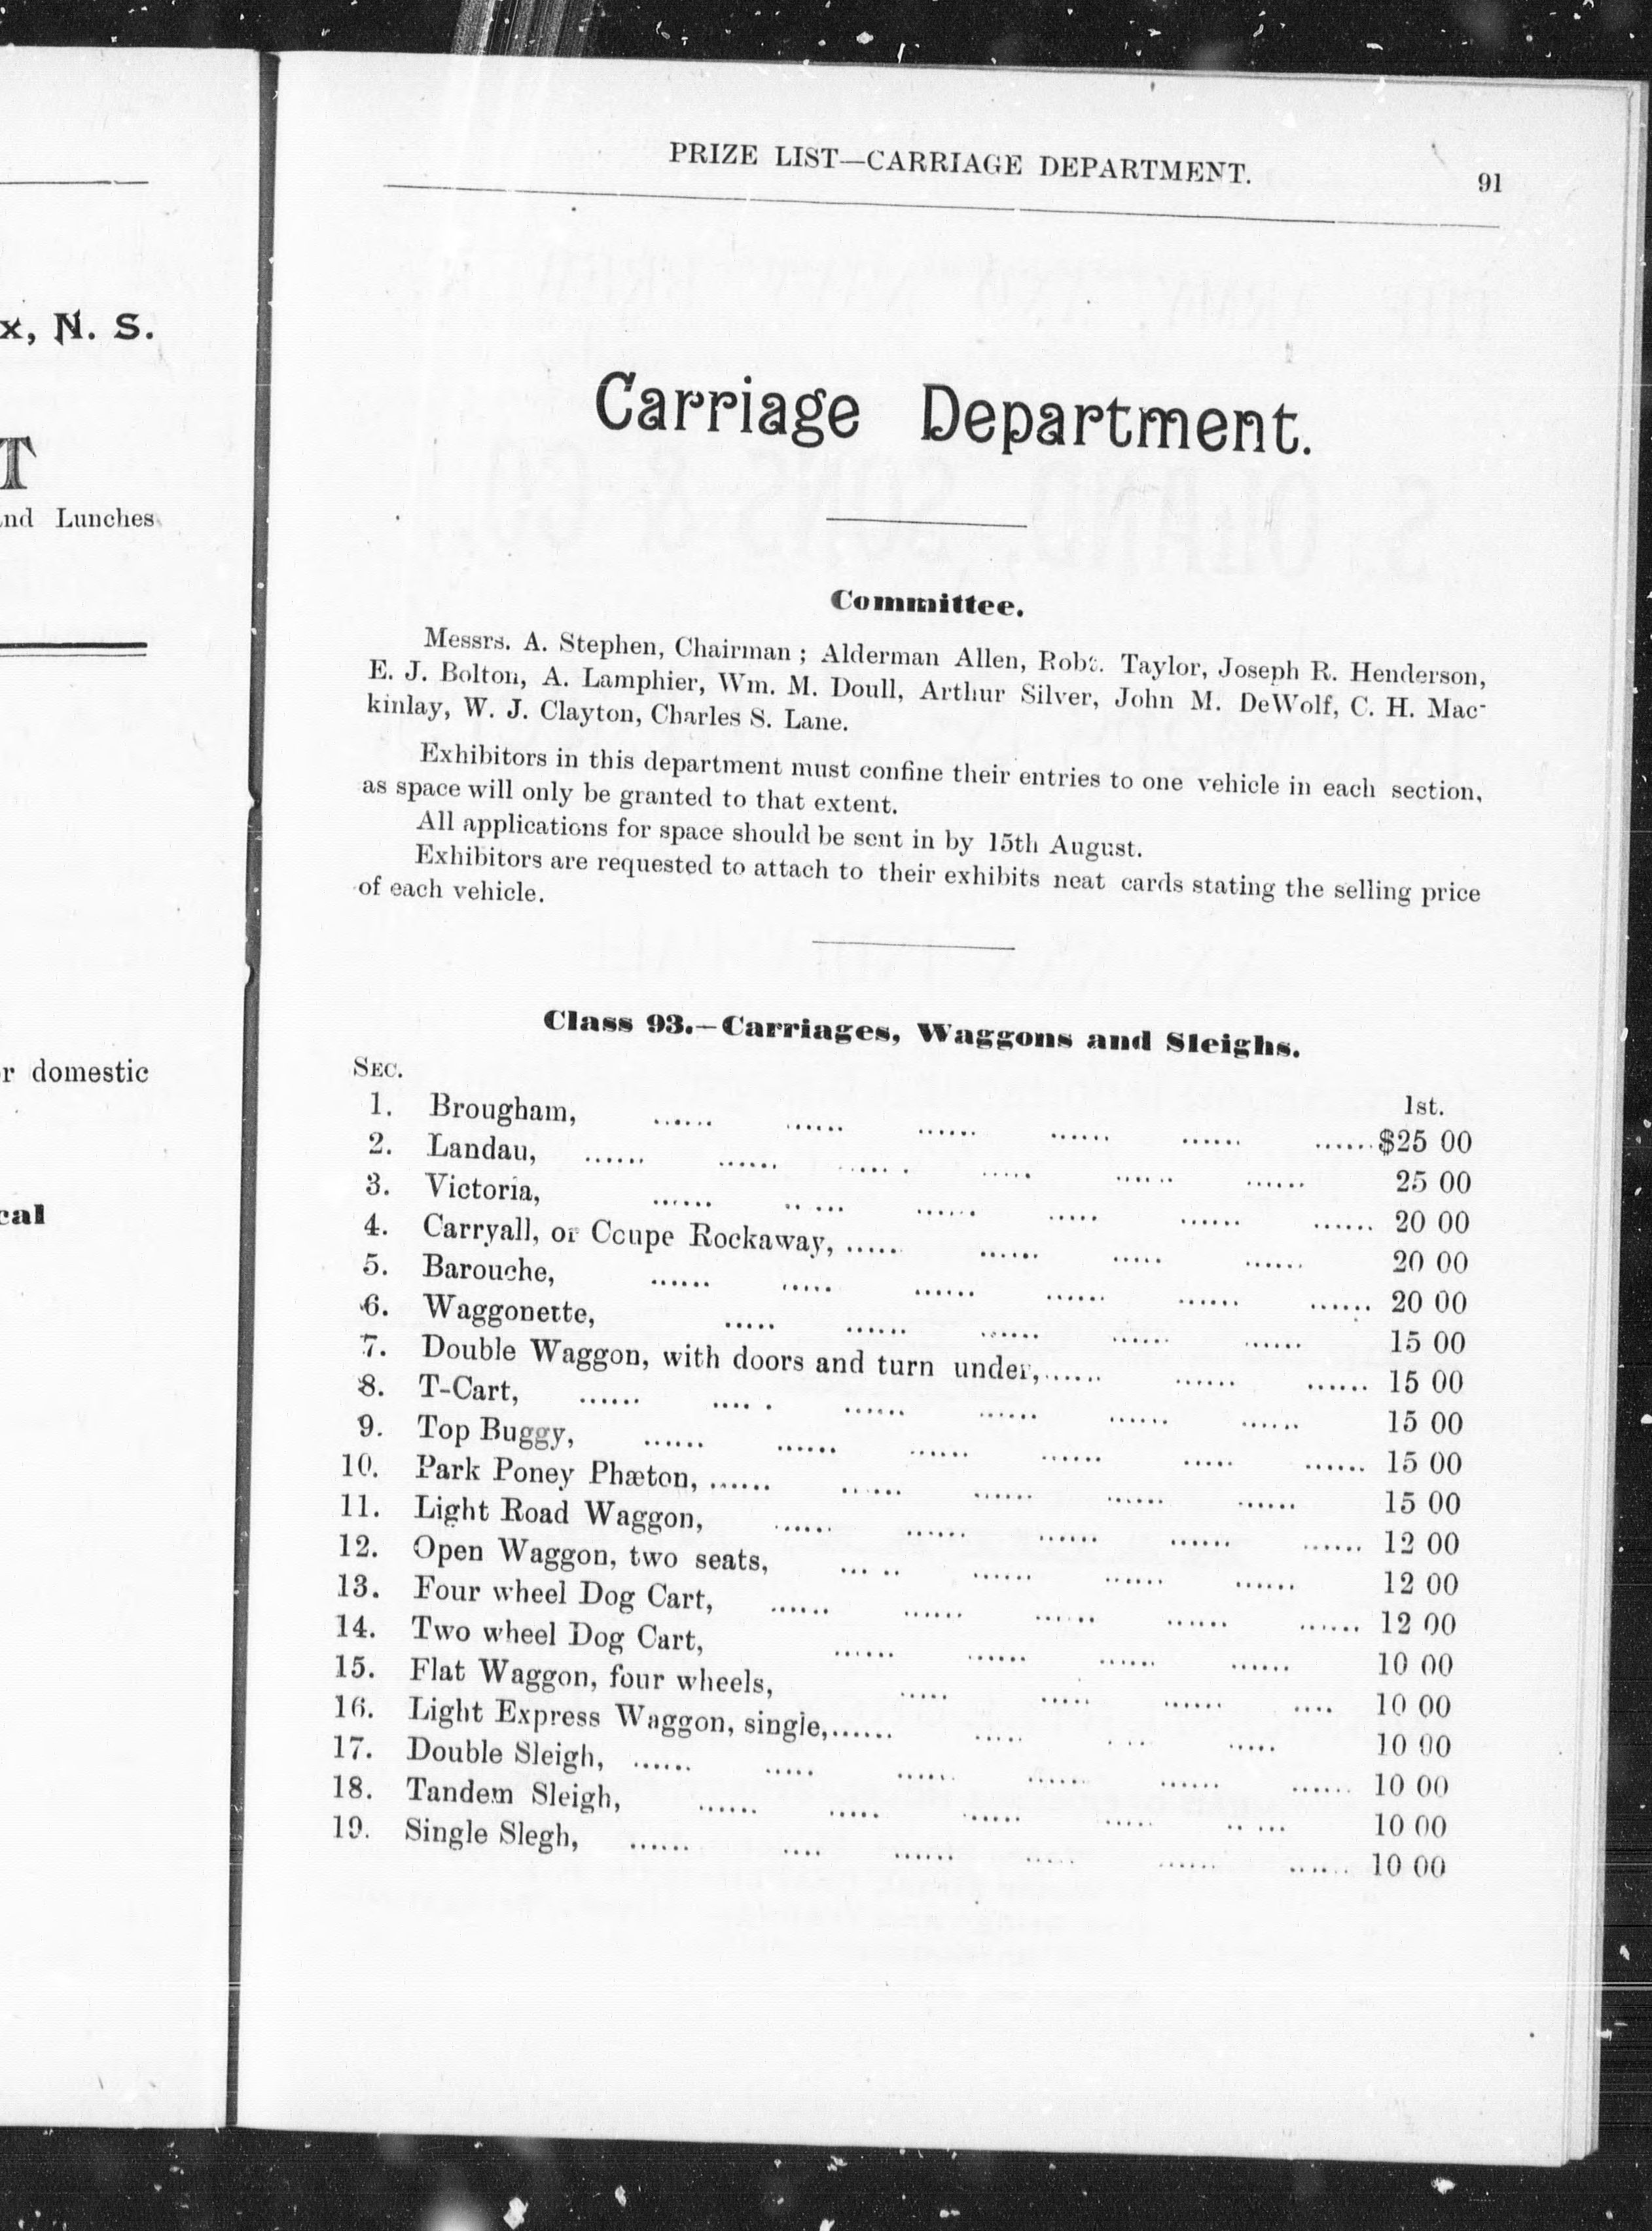 x, N. S.
T
nd Lunches
r domestic
cal
PRIZE LIST—CARRIAGE DEPARTMENT.
91
Carriage Department.
Committee.
Messrs. A. Stephen, Chairman ; Alderman Allen, Robt. Taylor, Joseph R. Henderson,
E. J. Bolton, A. Lamphier, Wm. M. Doull, Arthur Silver, John M. DeWolf, C. H. Mac-
kinlay, W. J. Clayton, Charles S. Lane.
Exhibitors in this department must confine their entries to one vehicle in each section,
as space will only be granted to that extent.
All applications for space should be sent in by 15th August.
Exhibitors are requested to attach to their exhibits neat cards stating the selling price
of each vehicle.
Class 93.—Carriages, Waggons and Sleighs.
SEC.
1st.
1. Brougham, ...... ...... ...... ...... ...... ......$25 00
2. Landau, ...... ...... ...... ..... ...... ...... 25 00
3. Victoria, ...... ...... ...... ..... ...... ...... 20 00
4. Carryall, or Coupe Rockaway, ...... ...... ..... ...... 20 00
5. Barouche, ...... ..... ...... ...... ...... ...... 20 00
6. Waggonette, ..... ...... ...... ...... ...... 15 00
7. Double Waggon, with doors and turn under,...... ...... ...... 15 00
8. T-Cart, ...... ..... ...... ...... ...... ...... 15 00
9. Top Buggy, ...... ...... ...... ...... ..... ...... 15 00
10. Park Poney Phæton, ...... ...... ...... ...... ...... 15 00
11. Light Road Waggon, ...... ...... ...... ...... ...... 12 00
12. Open Waggon, two seats, ..... ...... ...... ...... 12 00
13. Four wheel Dog Cart, ...... ...... ...... ...... ...... 12 00
14. Two wheel Dog Cart, ...... ...... ...... ...... 10 00
15. Flat Waggon, four wheels, ..... ..... ...... .... 10 00
16. Light Express Waggon, single,...... ..... .... ..... 10 00
17. Double Sleigh, ...... ..... ...... ...... ...... ...... 10 00
18. Tandem Sleigh, ...... ..... ...... ..... ..... 10 00
19. Single Slegh, ...... .... ...... ..... ...... ...... 10 00